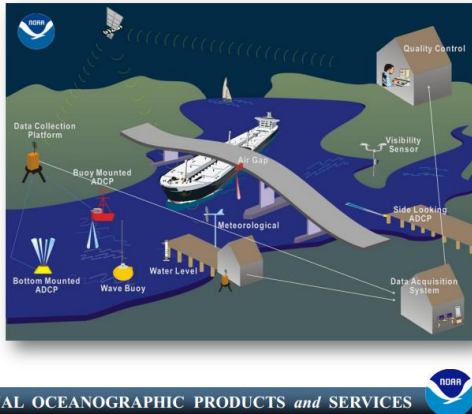 NOAA
Quality Control
Data Collection
Platform
Visibility
Sensor
Air Gap
Buoy Mounted
ADCP
Side Looking
ADCP
Meteorological
Water Level
Bottom Mounted
ADCP
Wave Buoy
Data Acquisition
System
NOAA
AL OCEANOGRAPHIC PRODUCTS and SERVICES